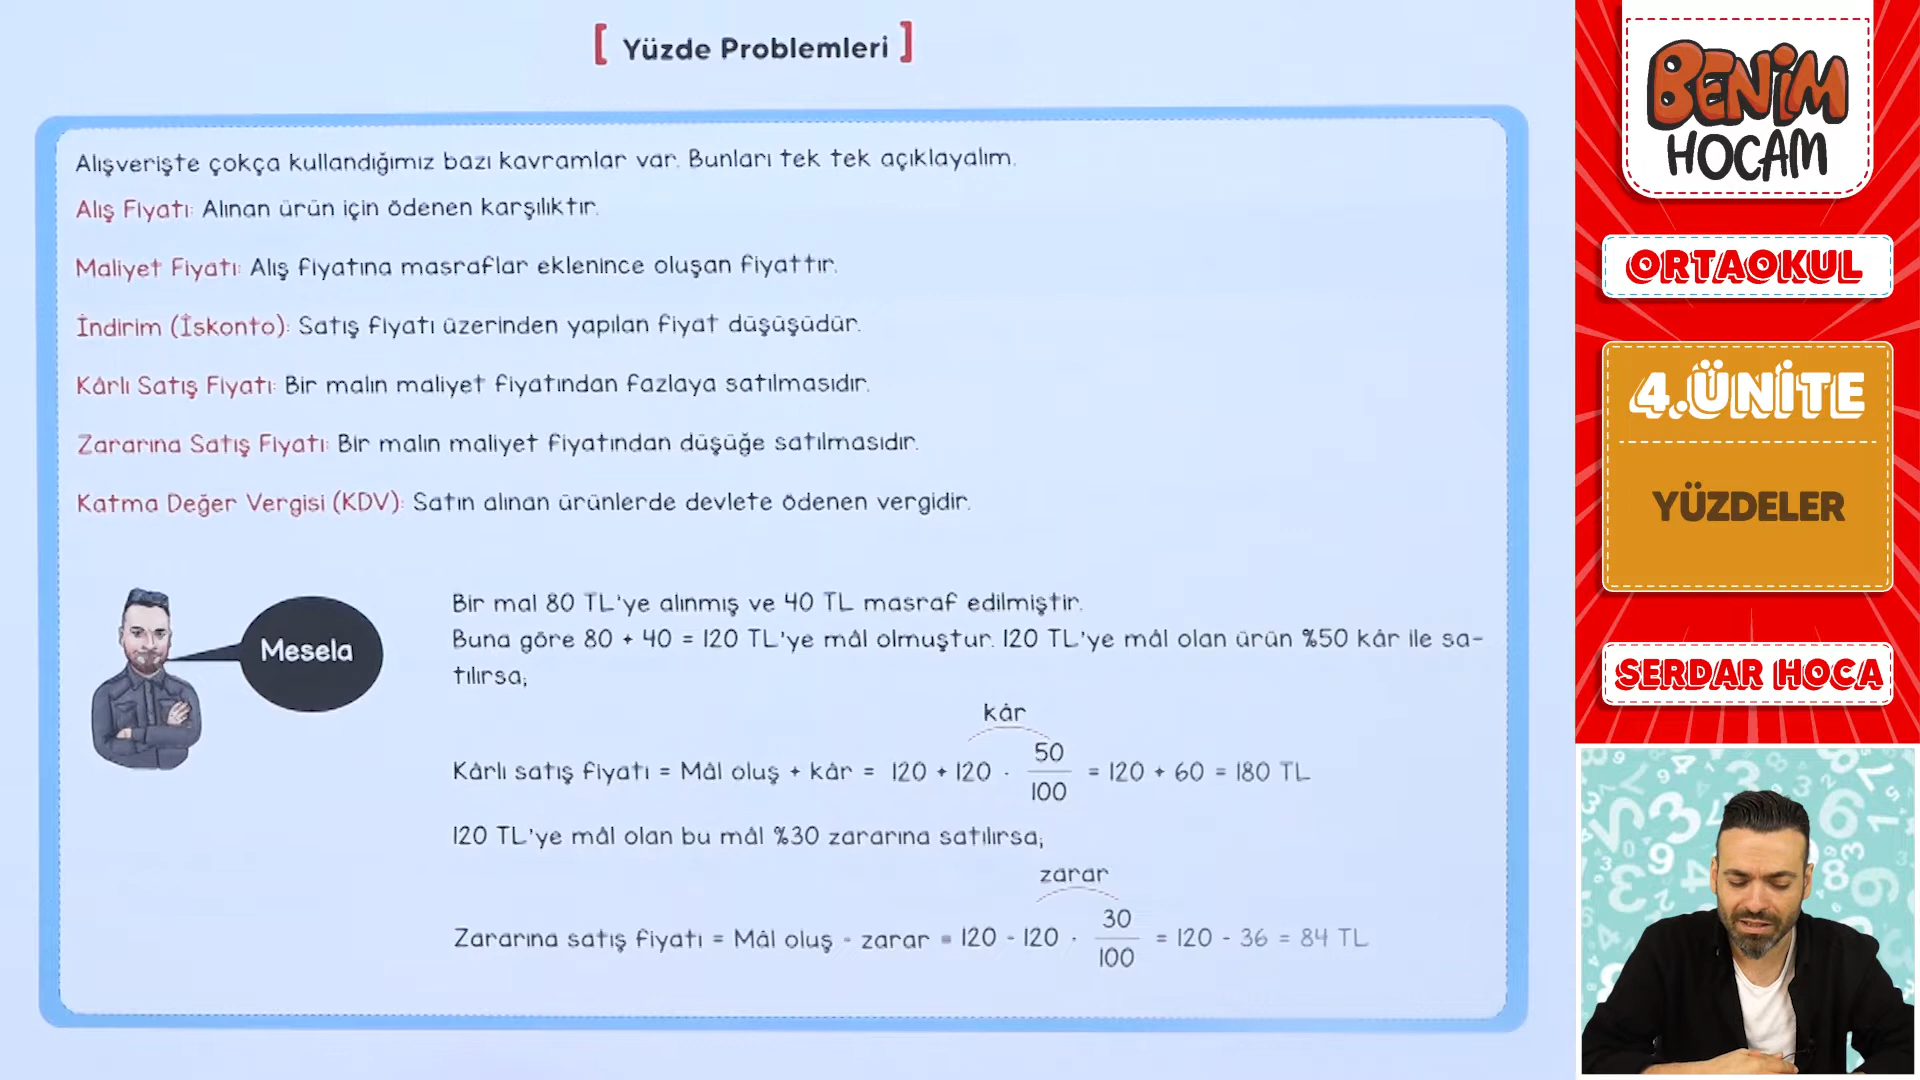 [ Yüzde Problemleri ]
Alışverişte çokça kullandığımız bazı kavramlar var. Bunları tek tek açıklayalım.
Alış Fiyatı: Alınan ürün için ödenen karşılıktır.
Maliyet Fiyatı: Alış fiyatına masraflar eklenince oluşan fiyattır.
İndirim (İskonto): Satış fiyatı üzerinden yapılan fiyat düşüşüdür.
Kârlı Satış Fiyatı: Bir malın maliyet fiyatından fazlaya satılmasıdır.
Zararına Satış Fiyatı: Bir malın maliyet fiyatından düşüğe satılmasıdır.
Katma Değer Vergisi (KDV): Satın alınan ürünlerde devlete ödenen vergidir.
Mesela
Bir mal 80 TL'ye alınmış ve 40 TL masraf edilmiştir.
Buna göre 80 + 40 = 120 TL'ye mâl olmuştur. 120 TL'ye mâl olan ürün %50 kâr ile sa-
tılırsa;
kâr
Kârlı satış fiyatı = Mâl oluş + kâr = 120 + 120 · 50/100 = 120 + 60 = 180 TL
120 TL'ye mâl olan bu mâl %30 zararına satılırsa;
zarar
Zararına satış fiyatı = Mâl oluş - zarar = 120 - 120 · 30/100 = 120 - 36 = 84 TL
BENİM
HOCAM
ORTAOKUL
4.ÜNİTE
YÜZDELER
SERDAR HOCA